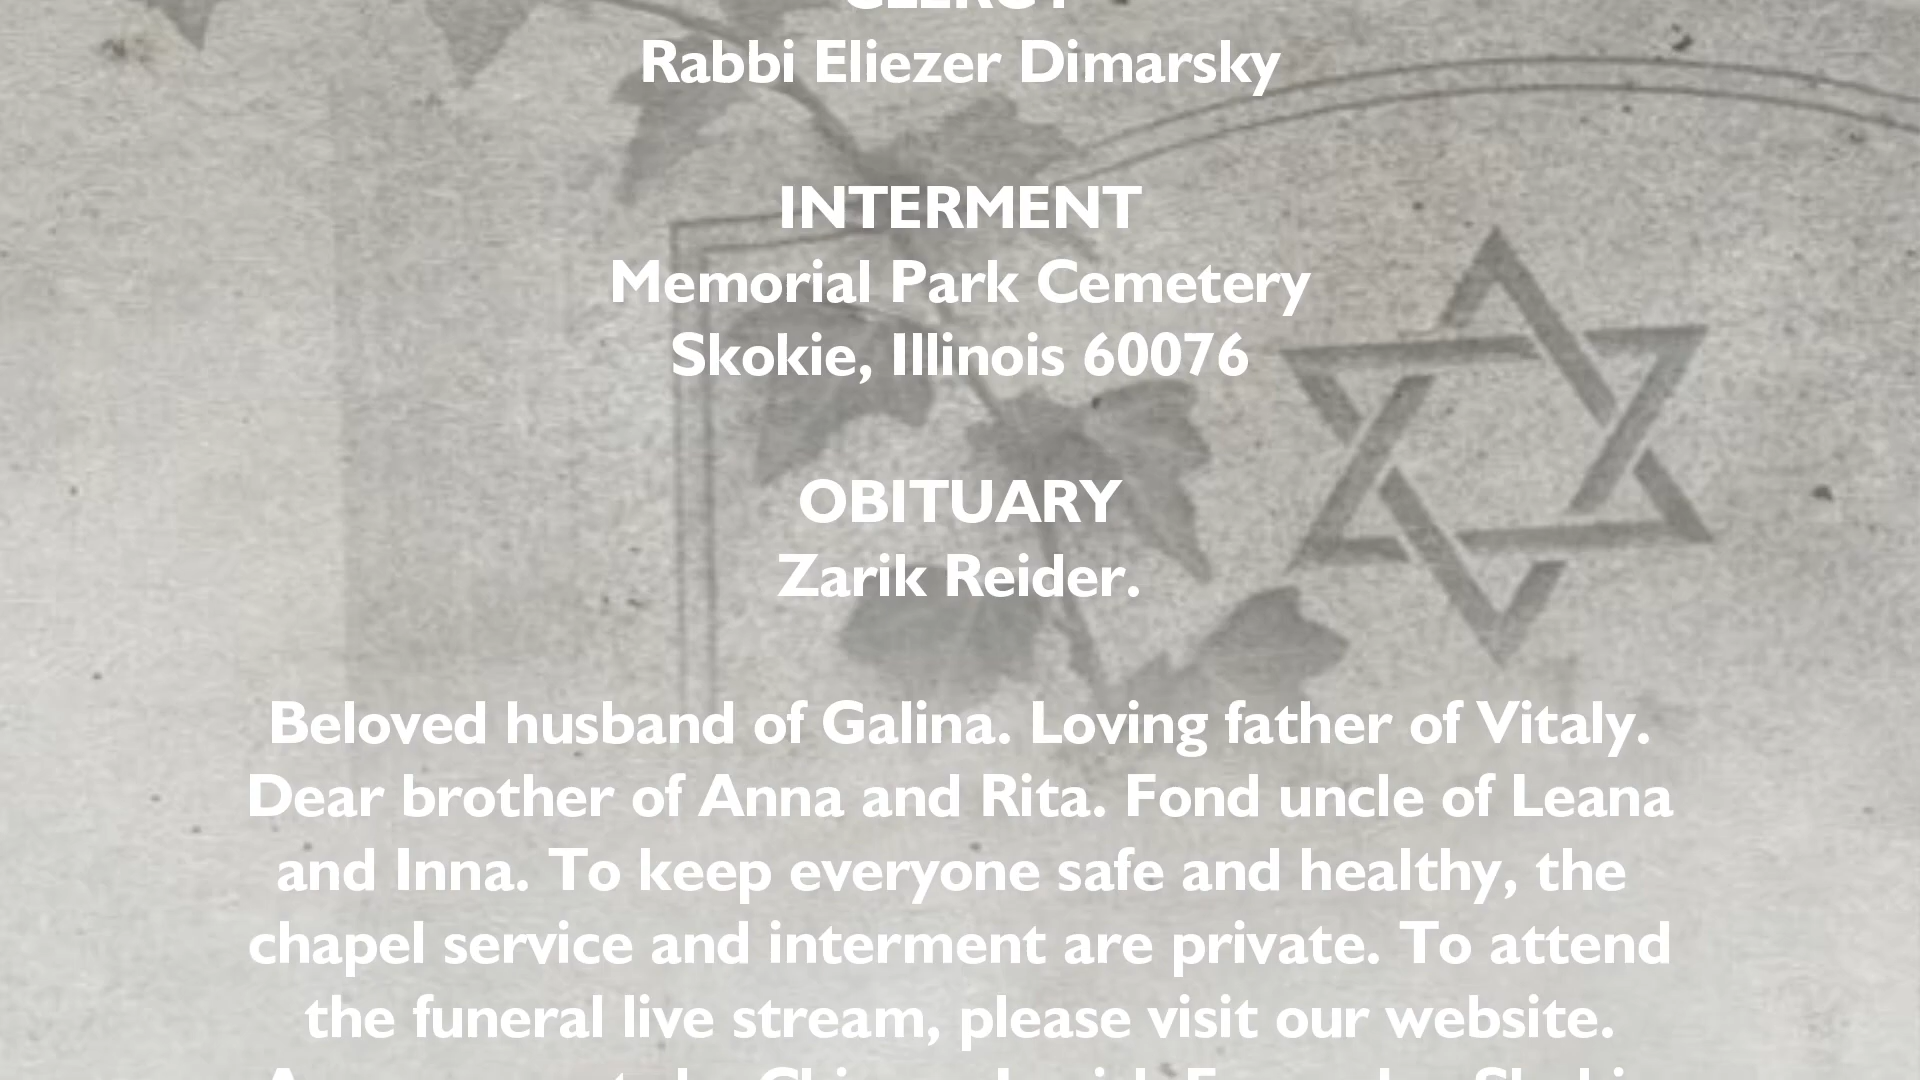 CLERGY
Rabbi Eliezer Dimarsky
INTERMENT
Memorial Park Cemetery
Skokie, Illinois 60076
OBITUARY
Zarik Reider.
Beloved husband of Galina. Loving father of Vitaly.
Dear brother of Anna and Rita. Fond uncle of Leana
and Inna. To keep everyone safe and healthy, the
chapel service and interment are private. To attend
the funeral live stream, please visit our website.